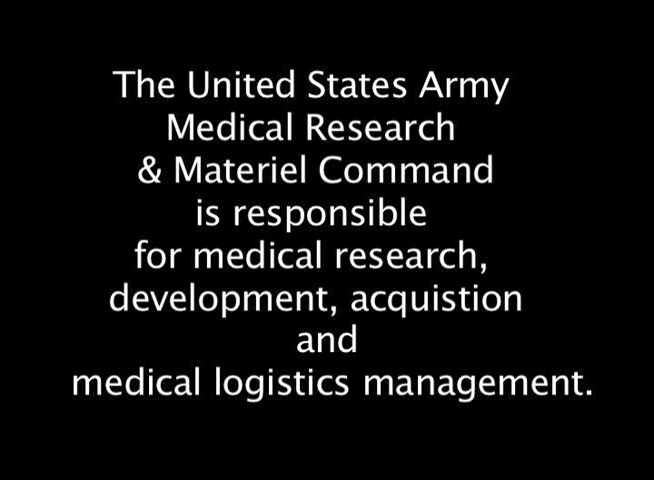 The United States Army
Medical Research
& Materiel Command
is responsible
for medical research,
development, acquistion
and
medical logistics management.